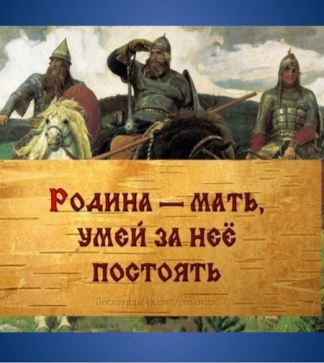 Родина — мать,
умей за неё
постоять